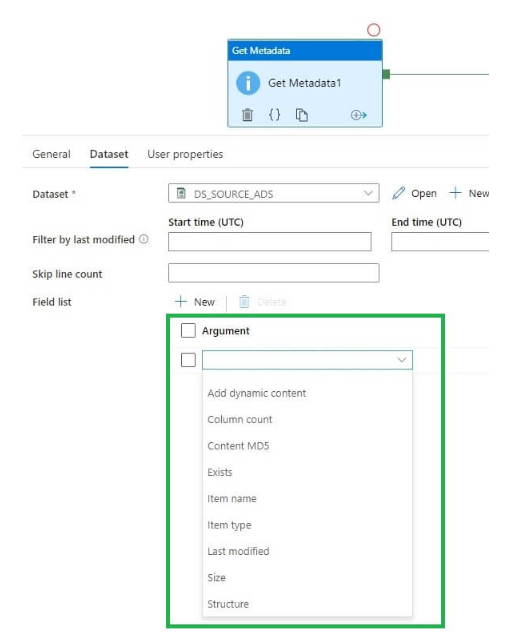 Get Metadata
Get Metadata1
General Dataset User properties
Dataset * DS_SOURCE_ADS Open New
Start time (UTC) End time (UTC)
Filter by last modified
Skip line count
Field list New Delete
Argument
Add dynamic content
Column count
Content MD5
Exists
Item name
Item type
Last modified
Size
Structure